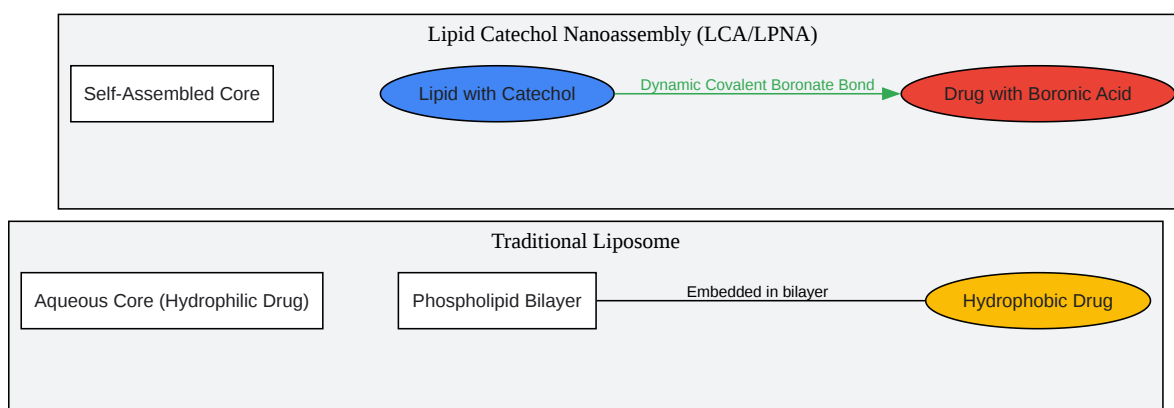 Lipid Catechol Nanoassembly (LCA/LPNA)
Self-Assembled Core
Lipid with Catechol
Dynamic Covalent Boronate Bond
Drug with Boronic Acid
Traditional Liposome
Aqueous Core (Hydrophilic Drug)
Phospholipid Bilayer
Embedded in bilayer
Hydrophobic Drug